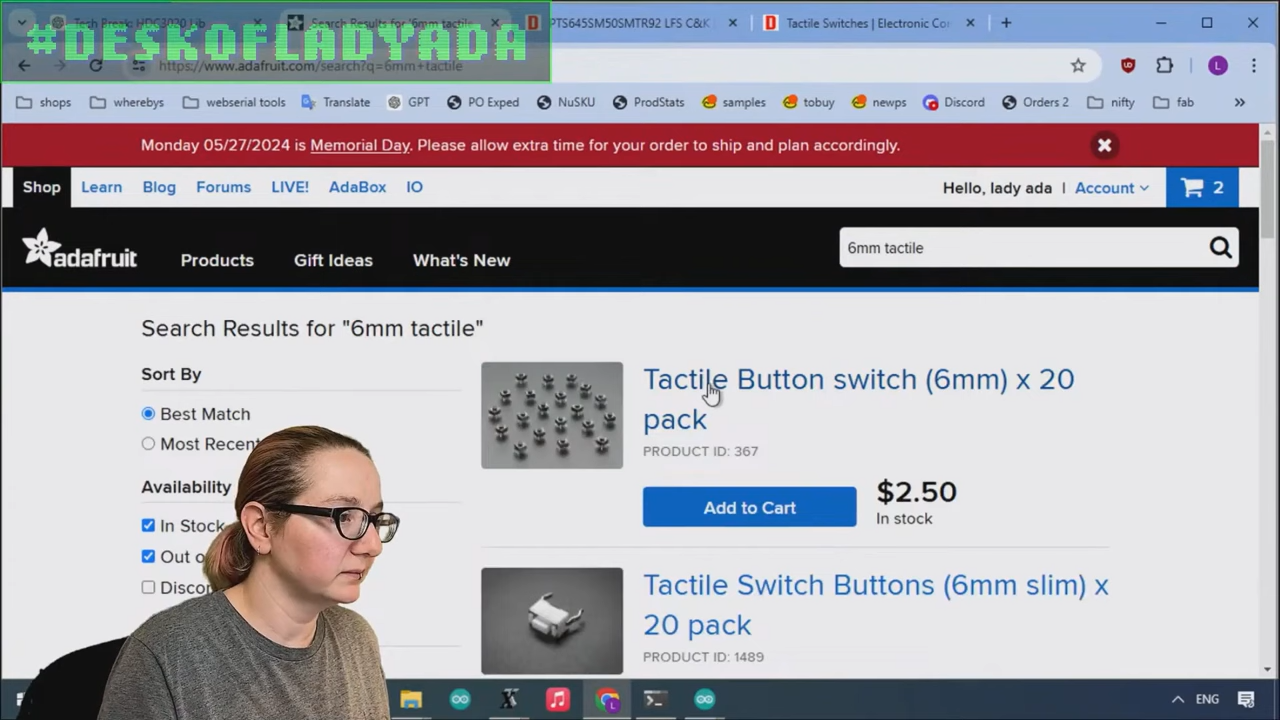 #DESKOFLADYADA
Tech Break: HDC3020 Lib
Search Results for "6mm tactile
PTS645SM50SMTR92 LFS C&K
Tactile Switches | Electronic Co
https://www.adafruit.com/search?q=6mm+tactile
shops
wherebys
webserial tools
Translate
GPT
PO Exped
NuSKU
ProdStats
samples
tobuy
newps
Discord
Orders 2
nifty
fab
Monday 05/27/2024 is Memorial Day. Please allow extra time for your order to ship and plan accordingly.
Shop
Learn
Blog
Forums
LIVE!
AdaBox
IO
Hello, lady ada | Account
2
adafruit
Products
Gift Ideas
What's New
6mm tactile
Search Results for "6mm tactile"
Sort By
Best Match
Most Recent
Availability
In Stock
Out o
Discon
Tactile Button switch (6mm) x 20
pack
PRODUCT ID: 367
Add to Cart
$2.50
In stock
Tactile Switch Buttons (6mm slim) x
20 pack
PRODUCT ID: 1489
ENG